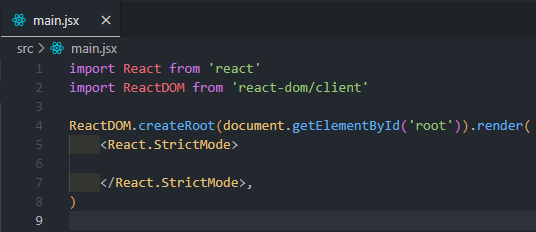 main.jsx
src > main.jsx
1 import React from 'react'
2 import ReactDOM from 'react-dom/client'
3
4 ReactDOM.createRoot(document.getElementById('root')).render(
5     <React.StrictMode>
6
7     </React.StrictMode>,
8 )
9